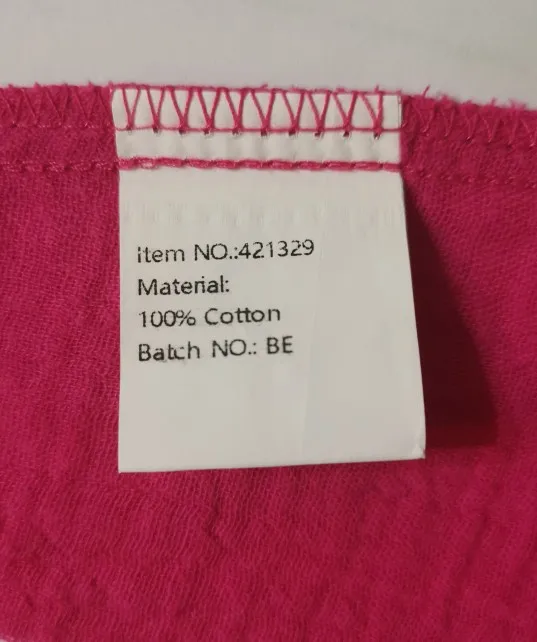 Item NO.:421329
Material:
100% Cotton
Batch NO.: BE